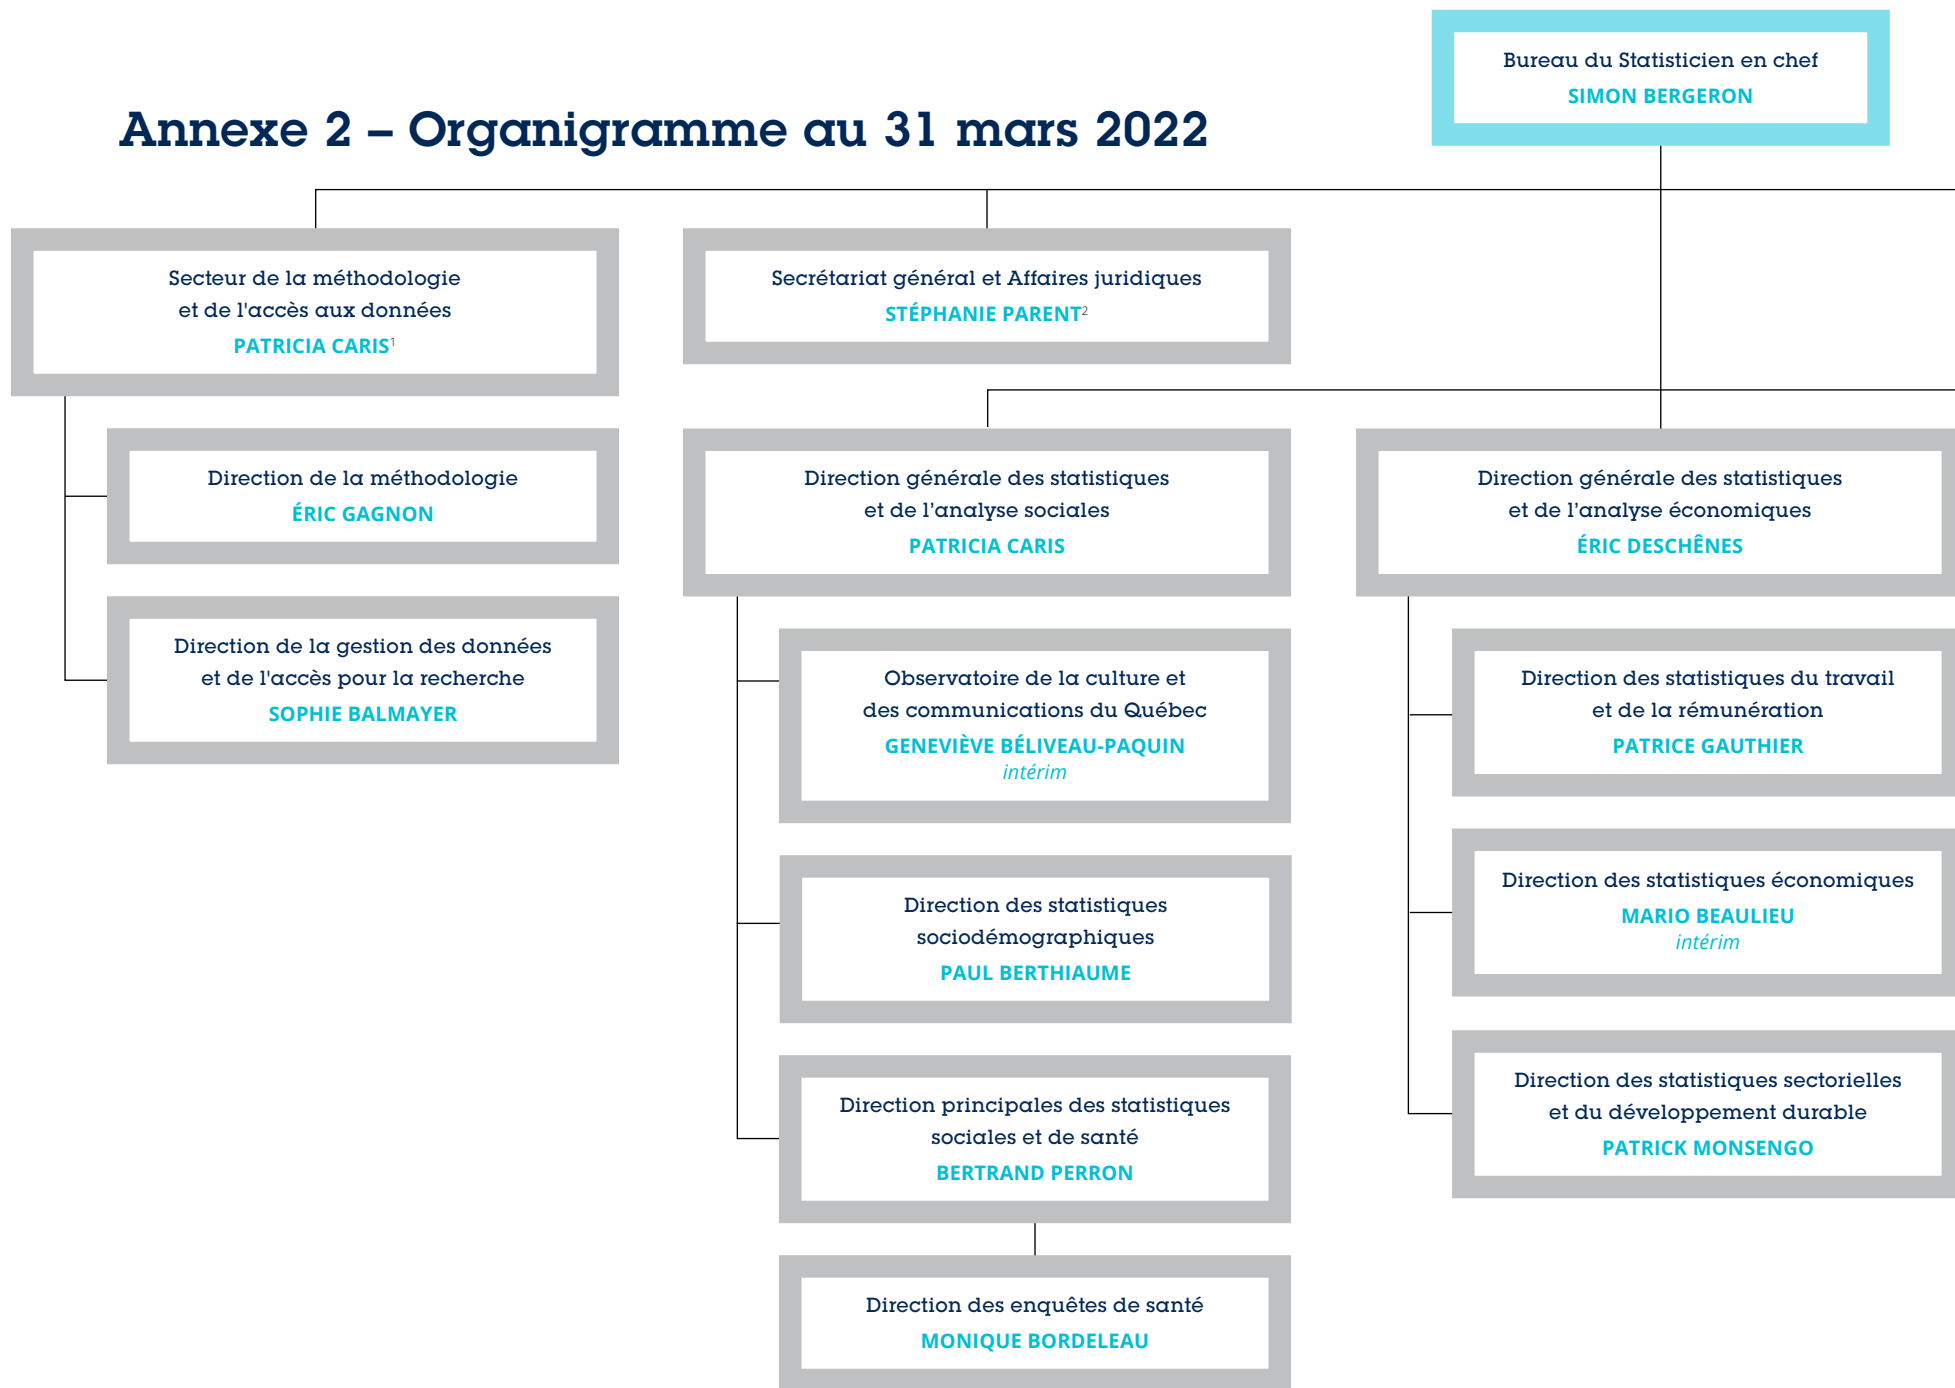 Bureau du Statisticien en chef
SIMON BERGERON
Annexe 2 – Organigramme au 31 mars 2022
Secteur de la méthodologie
et de l'accès aux données
PATRICIA CARIS¹
Secrétariat général et Affaires juridiques
STÉPHANIE PARENT²
Direction de la méthodologie
ÉRIC GAGNON
Direction de la gestion des données
et de l'accès pour la recherche
SOPHIE BALMAYER
Direction générale des statistiques
et de l’analyse sociales
PATRICIA CARIS
Observatoire de la culture et
des communications du Québec
GENEVIÈVE BÉLIVEAU-PAQUIN
intérim
Direction des statistiques
sociodémographiques
PAUL BERTHIAUME
Direction principales des statistiques
sociales et de santé
BERTRAND PERRON
Direction des enquêtes de santé
MONIQUE BORDELEAU
Direction générale des statistiques
et de l’analyse économiques
ÉRIC DESCHÊNES
Direction des statistiques du travail
et de la rémunération
PATRICE GAUTHIER
Direction des statistiques économiques
MARIO BEAULIEU
intérim
Direction des statistiques sectorielles
et du développement durable
PATRICK MONSENGO